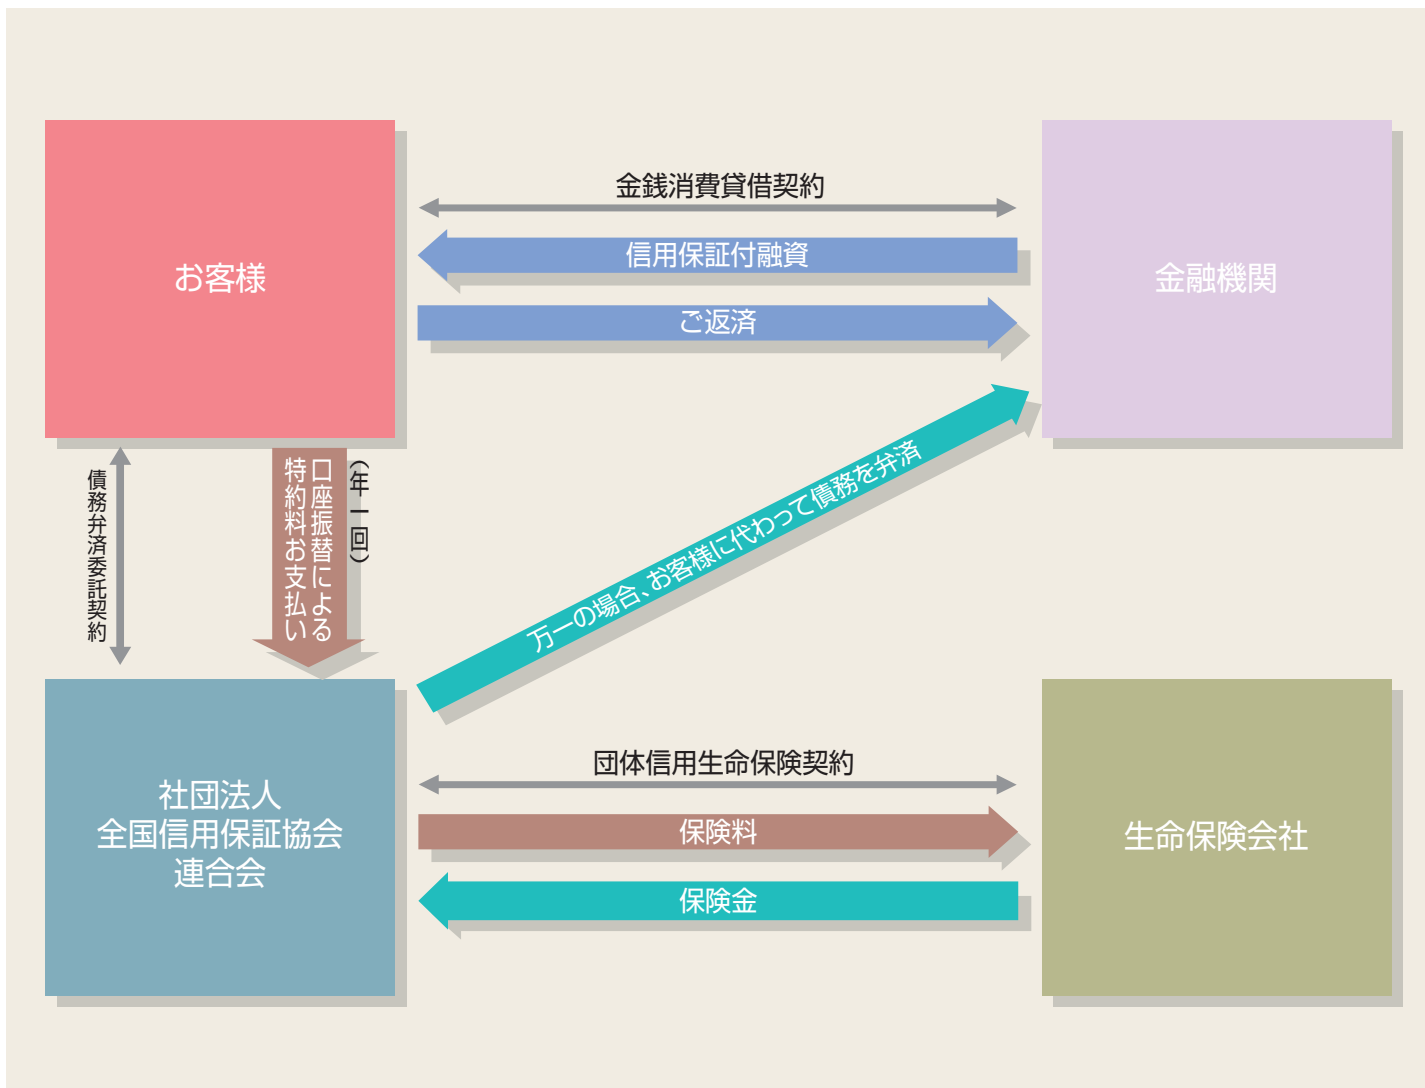 お客様
金銭消費貸借契約
信用保証付融資
ご返済
金融機関
債務弁済委託契約
口座振替による
特約料お支払い
（年一回）
万一の場合、お客様に代わって債務を弁済
社団法人
全国信用保証協会
連合会
団体信用生命保険契約
保険料
保険金
生命保険会社